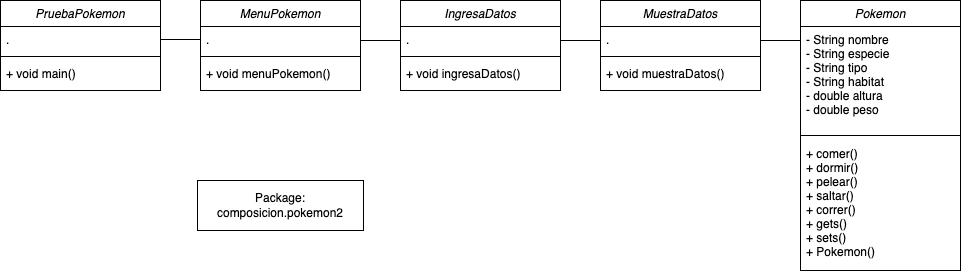 PruebaPokemon
.
+ void main()
MenuPokemon
.
+ void menuPokemon()
IngresaDatos
.
+ void ingresaDatos()
MuestraDatos
.
+ void muestraDatos()
Pokemon
- String nombre
- String especie
- String tipo
- String habitat
- double altura
- double peso
+ comer()
+ dormir()
+ pelear()
+ saltar()
+ correr()
+ gets()
+ sets()
+ Pokemon()
Package:
composicion.pokemon2